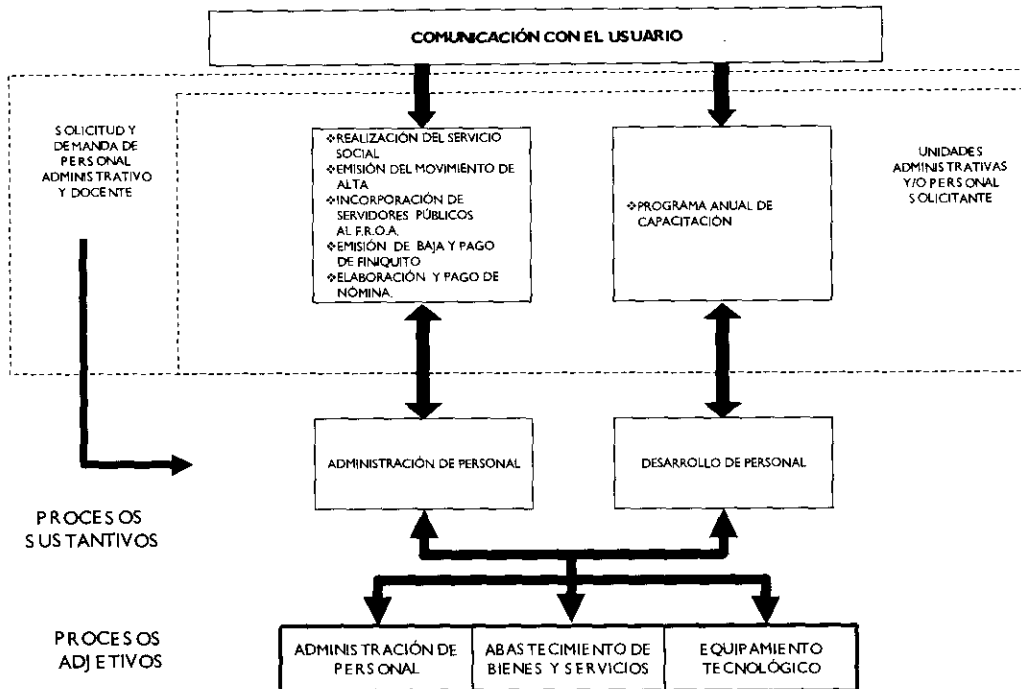 COMUNICACIÓN CON EL USUARIO
SOLICITUD Y
DEMANDA DE
PERSONAL
ADMINISTRATIVO
Y DOCENTE
❖REALIZACIÓN DEL SERVICIO
SOCIAL
❖EMISIÓN DEL MOVIMIENTO DE
ALTA
❖INCORPORACIÓN DE
SERVIDORES PÚBLICOS
AL F.R.O.A.
❖EMISIÓN DE BAJA Y PAGO
DE FINIQUITO
❖ELABORACIÓN Y PAGO DE
NÓMINA.
❖PROGRAMA ANUAL DE
CAPACITACIÓN
UNIDADES
ADMINISTRATIVAS
Y/O PERSONAL
SOLICITANTE
ADMINISTRACIÓN DE PERSONAL
DESARROLLO DE PERSONAL
PROCESOS
SUSTANTIVOS
PROCESOS
ADJETIVOS
ADMINISTRACIÓN DE
PERSONAL
ABASTECIMIENTO DE
BIENES Y SERVICIOS
EQUIPAMIENTO
TECNOLÓGICO